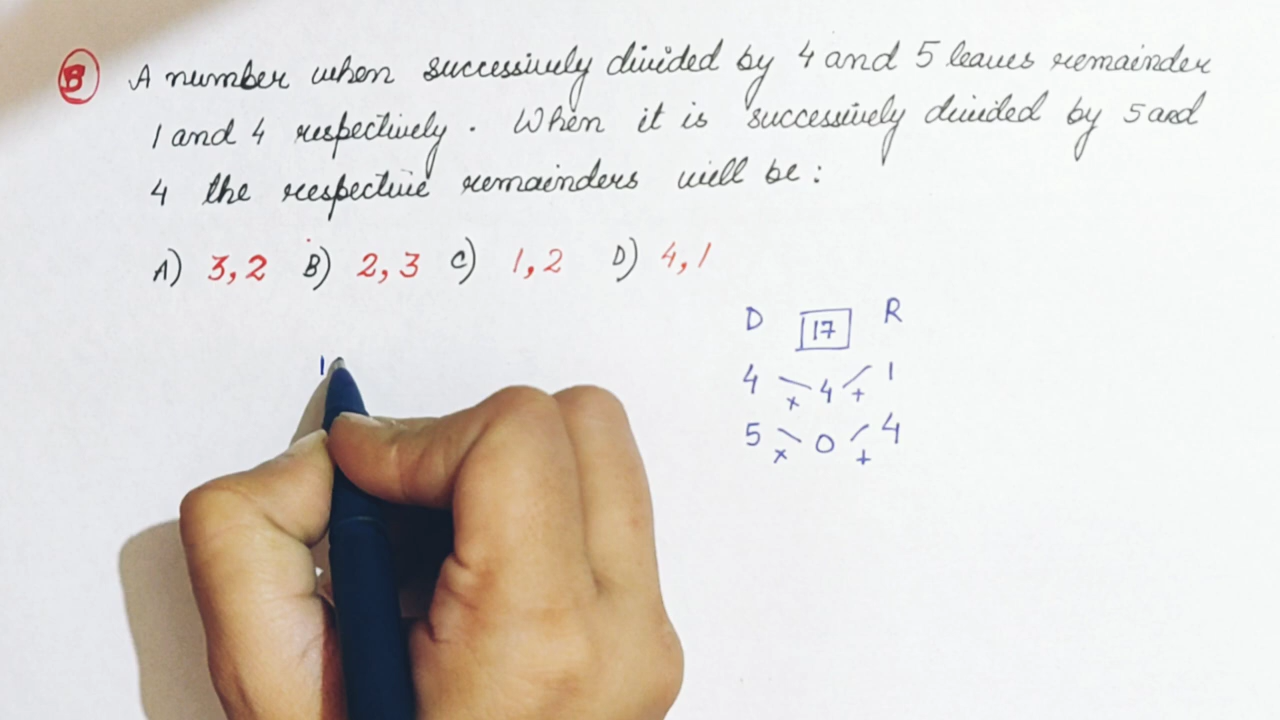 B A number when successively divided by 4 and 5 leaves remainder
1 and 4 respectively. When it is successively divided by 5 and
4 the respective remainders will be:
A) 3,2 B) 2,3 C) 1,2 D) 4,1
D 17 R
4 × 4 + 1
5 × 0 + 4
1